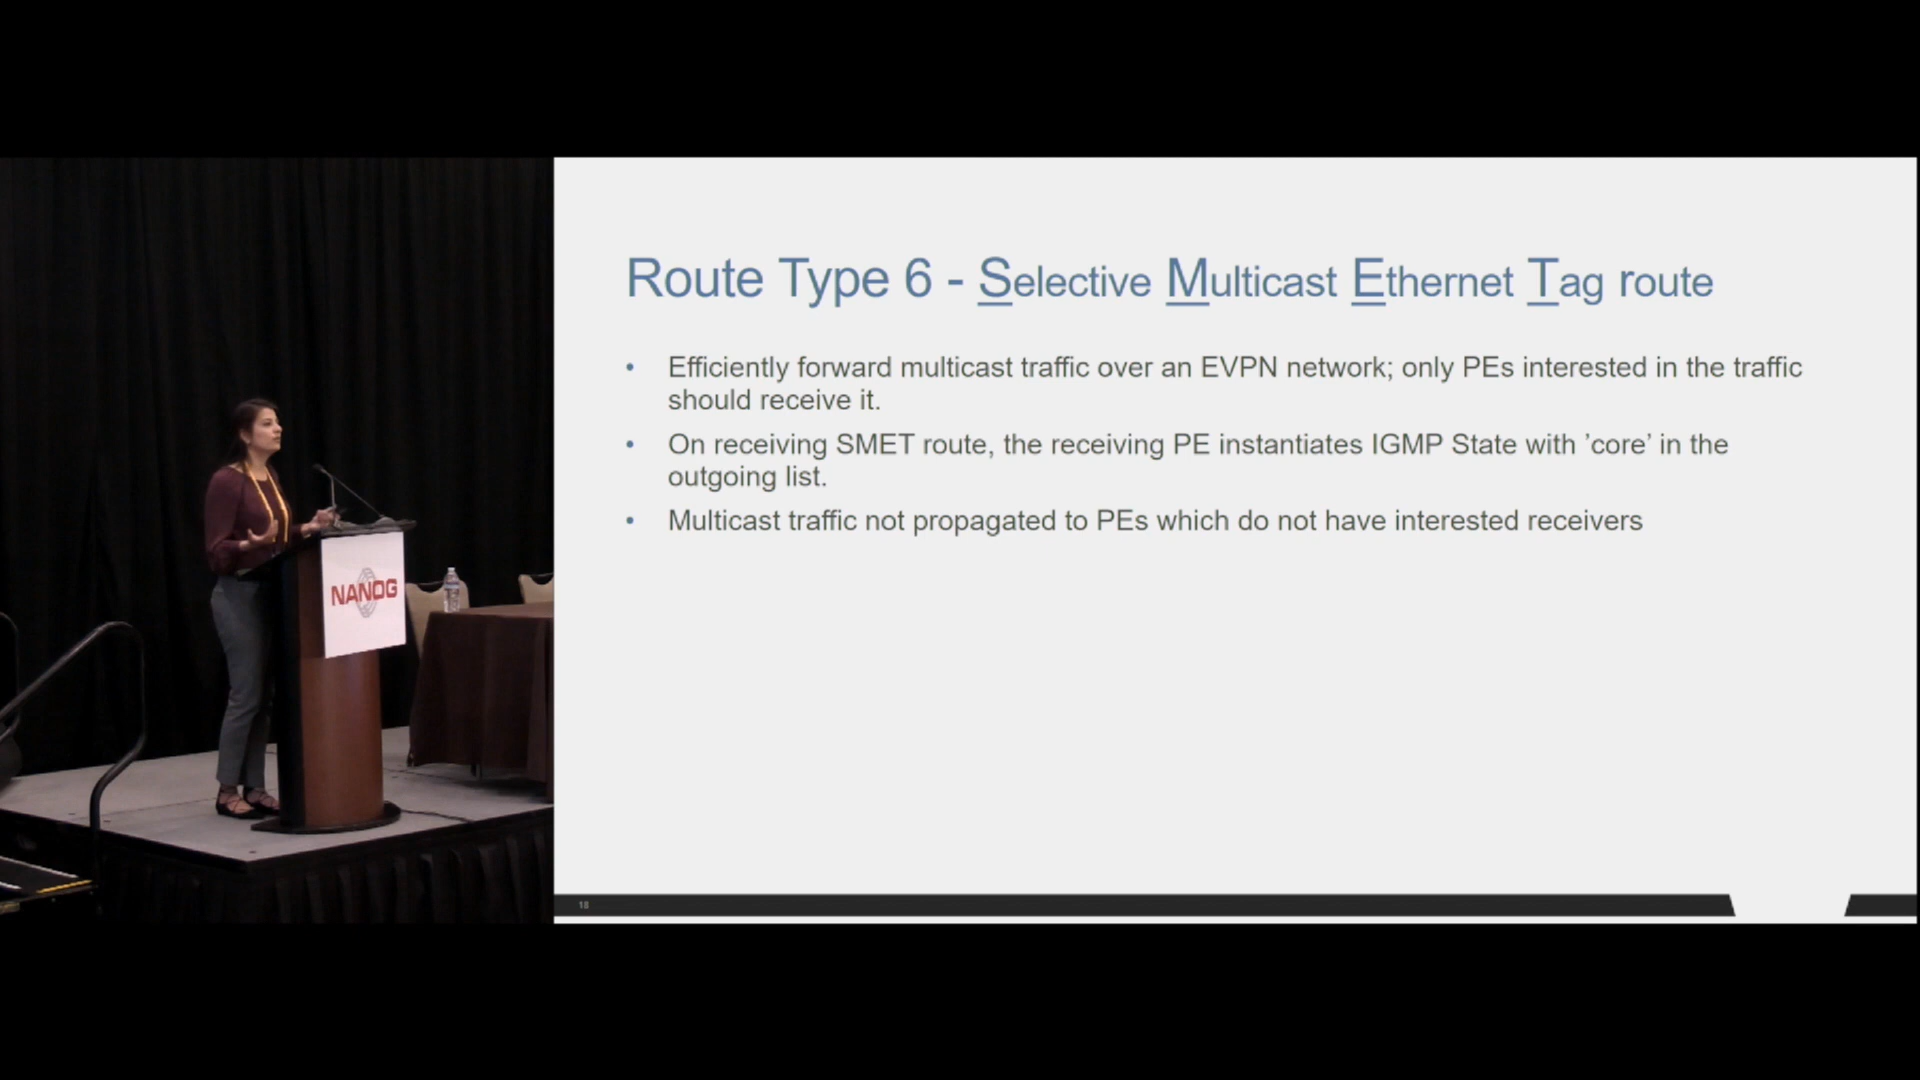 Route Type 6 - Selective Multicast Ethernet Tag route
• Efficiently forward multicast traffic over an EVPN network; only PEs interested in the traffic
should receive it.
• On receiving SMET route, the receiving PE instantiates IGMP State with ’core’ in the
outgoing list.
• Multicast traffic not propagated to PEs which do not have interested receivers
NANOG
18